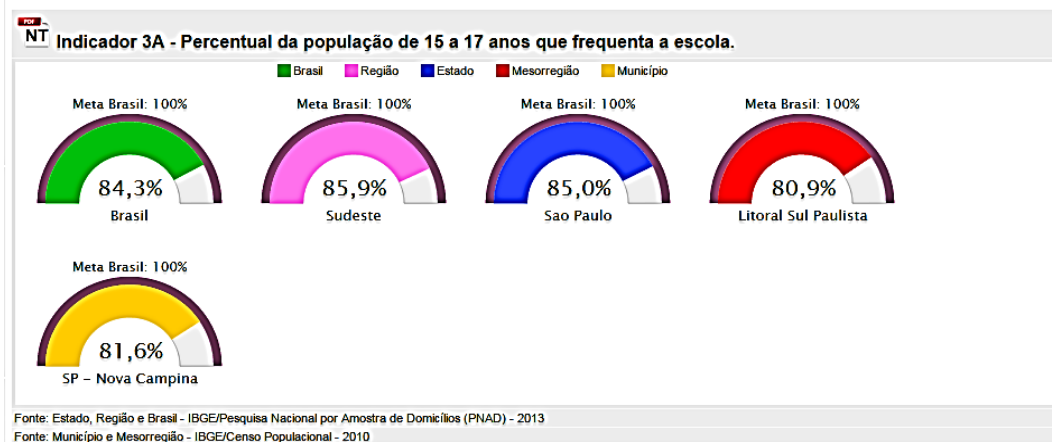 PDF
NT Indicador 3A - Percentual da população de 15 a 17 anos que frequenta a escola.
Brasil Região Estado Mesorregião Município
Meta Brasil: 100% Meta Brasil: 100% Meta Brasil: 100% Meta Brasil: 100%
84,3% 85,9% 85,0% 80,9%
Brasil Sudeste Sao Paulo Litoral Sul Paulista
Meta Brasil: 100%
81,6%
SP - Nova Campina
Fonte: Estado, Região e Brasil - IBGE/Pesquisa Nacional por Amostra de Domicílios (PNAD) - 2013
Fonte: Município e Mesorregião - IBGE/Censo Populacional - 2010